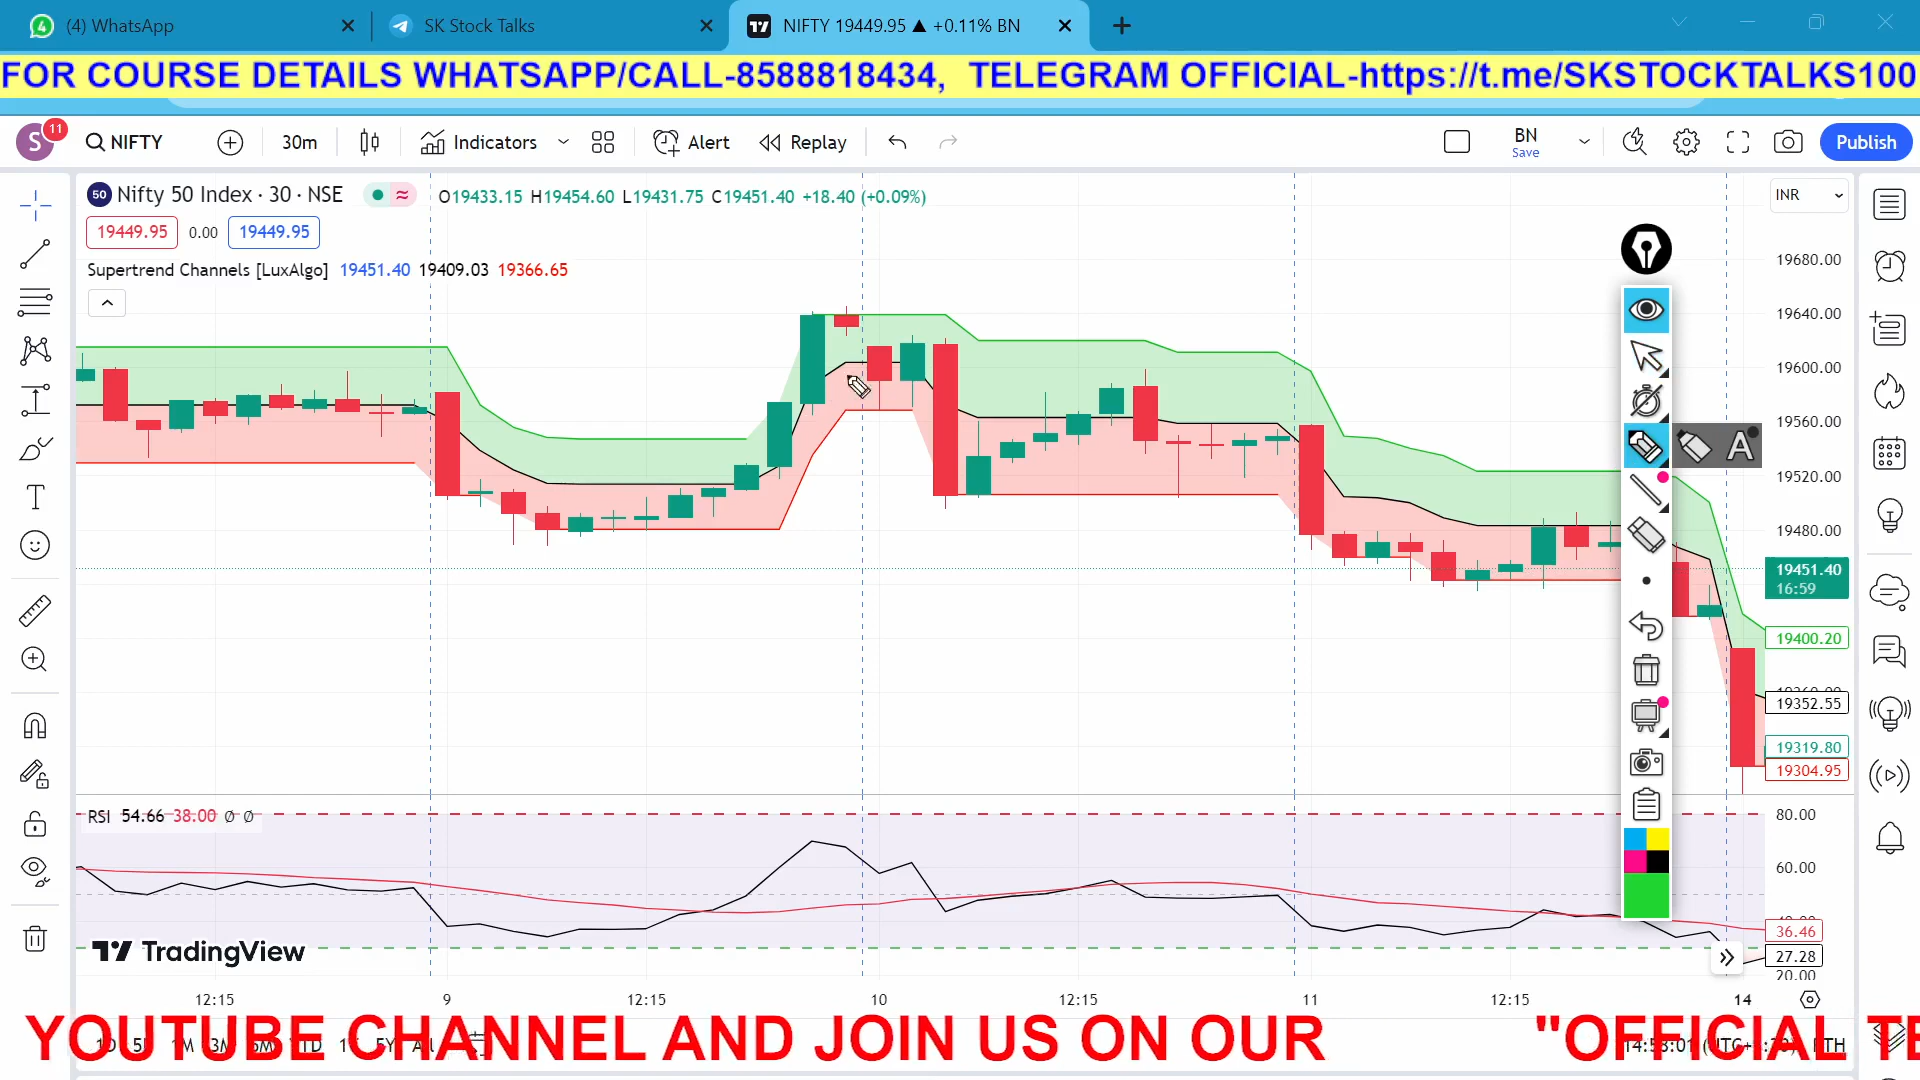 (4) WhatsApp
SK Stock Talks
NIFTY 19449.95 ▲ +0.11% BN
FOR COURSE DETAILS WHATSAPP/CALL-8588818434, TELEGRAM OFFICIAL-https://t.me/SKSTOCKTALKS100
S 11 NIFTY 30m Indicators Alert Replay BN Save Publish
50 Nifty 50 Index · 30 · NSE O19433.15 H19454.60 L19431.75 C19451.40 +18.40 (+0.09%) INR
19449.95 0.00 19449.95
Supertrend Channels [LuxAlgo] 19451.40 19409.03 19366.65
19680.00
19640.00
19600.00
19560.00
19520.00
19480.00
19451.40
16:59
19400.20
19352.55
19319.80
19304.95
A
RSI 54.66 38.00 Ø Ø
80.00
60.00
36.46
27.28
20.00
TradingView
12:15 9 12:15 10 12:15 11 12:15 14
YOUTUBE CHANNEL AND JOIN US ON OUR "OFFICIAL TE